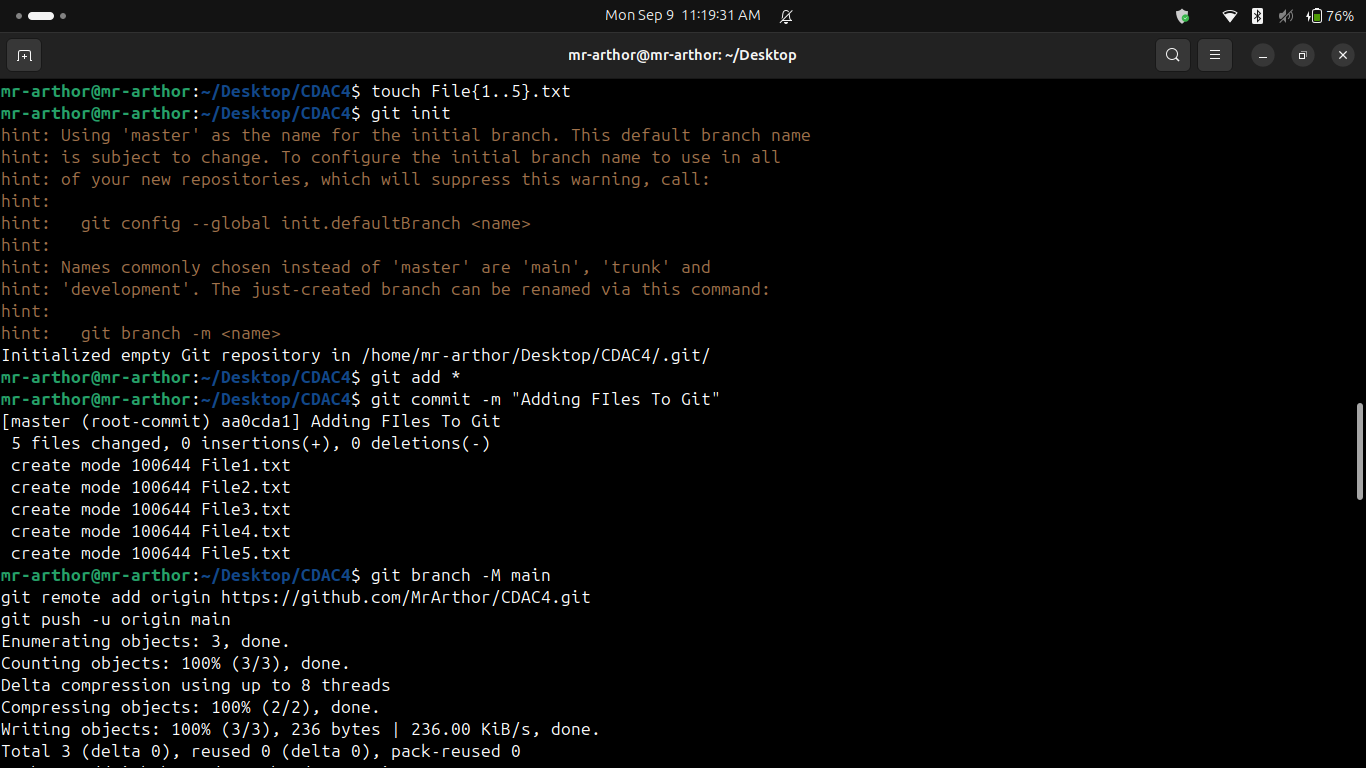 Mon Sep 9 11:19:31 AM
76%
mr-arthor@mr-arthor: ~/Desktop
mr-arthor@mr-arthor:~/Desktop/CDAC4$ touch File{1..5}.txt
mr-arthor@mr-arthor:~/Desktop/CDAC4$ git init
hint: Using 'master' as the name for the initial branch. This default branch name
hint: is subject to change. To configure the initial branch name to use in all
hint: of your new repositories, which will suppress this warning, call:
hint:
hint:   git config --global init.defaultBranch <name>
hint:
hint: Names commonly chosen instead of 'master' are 'main', 'trunk' and
hint: 'development'. The just-created branch can be renamed via this command:
hint:
hint:   git branch -m <name>
Initialized empty Git repository in /home/mr-arthor/Desktop/CDAC4/.git/
mr-arthor@mr-arthor:~/Desktop/CDAC4$ git add *
mr-arthor@mr-arthor:~/Desktop/CDAC4$ git commit -m "Adding FIles To Git"
[master (root-commit) aa0cda1] Adding FIles To Git
 5 files changed, 0 insertions(+), 0 deletions(-)
 create mode 100644 File1.txt
 create mode 100644 File2.txt
 create mode 100644 File3.txt
 create mode 100644 File4.txt
 create mode 100644 File5.txt
mr-arthor@mr-arthor:~/Desktop/CDAC4$ git branch -M main
git remote add origin https://github.com/MrArthor/CDAC4.git
git push -u origin main
Enumerating objects: 3, done.
Counting objects: 100% (3/3), done.
Delta compression using up to 8 threads
Compressing objects: 100% (2/2), done.
Writing objects: 100% (3/3), 236 bytes | 236.00 KiB/s, done.
Total 3 (delta 0), reused 0 (delta 0), pack-reused 0